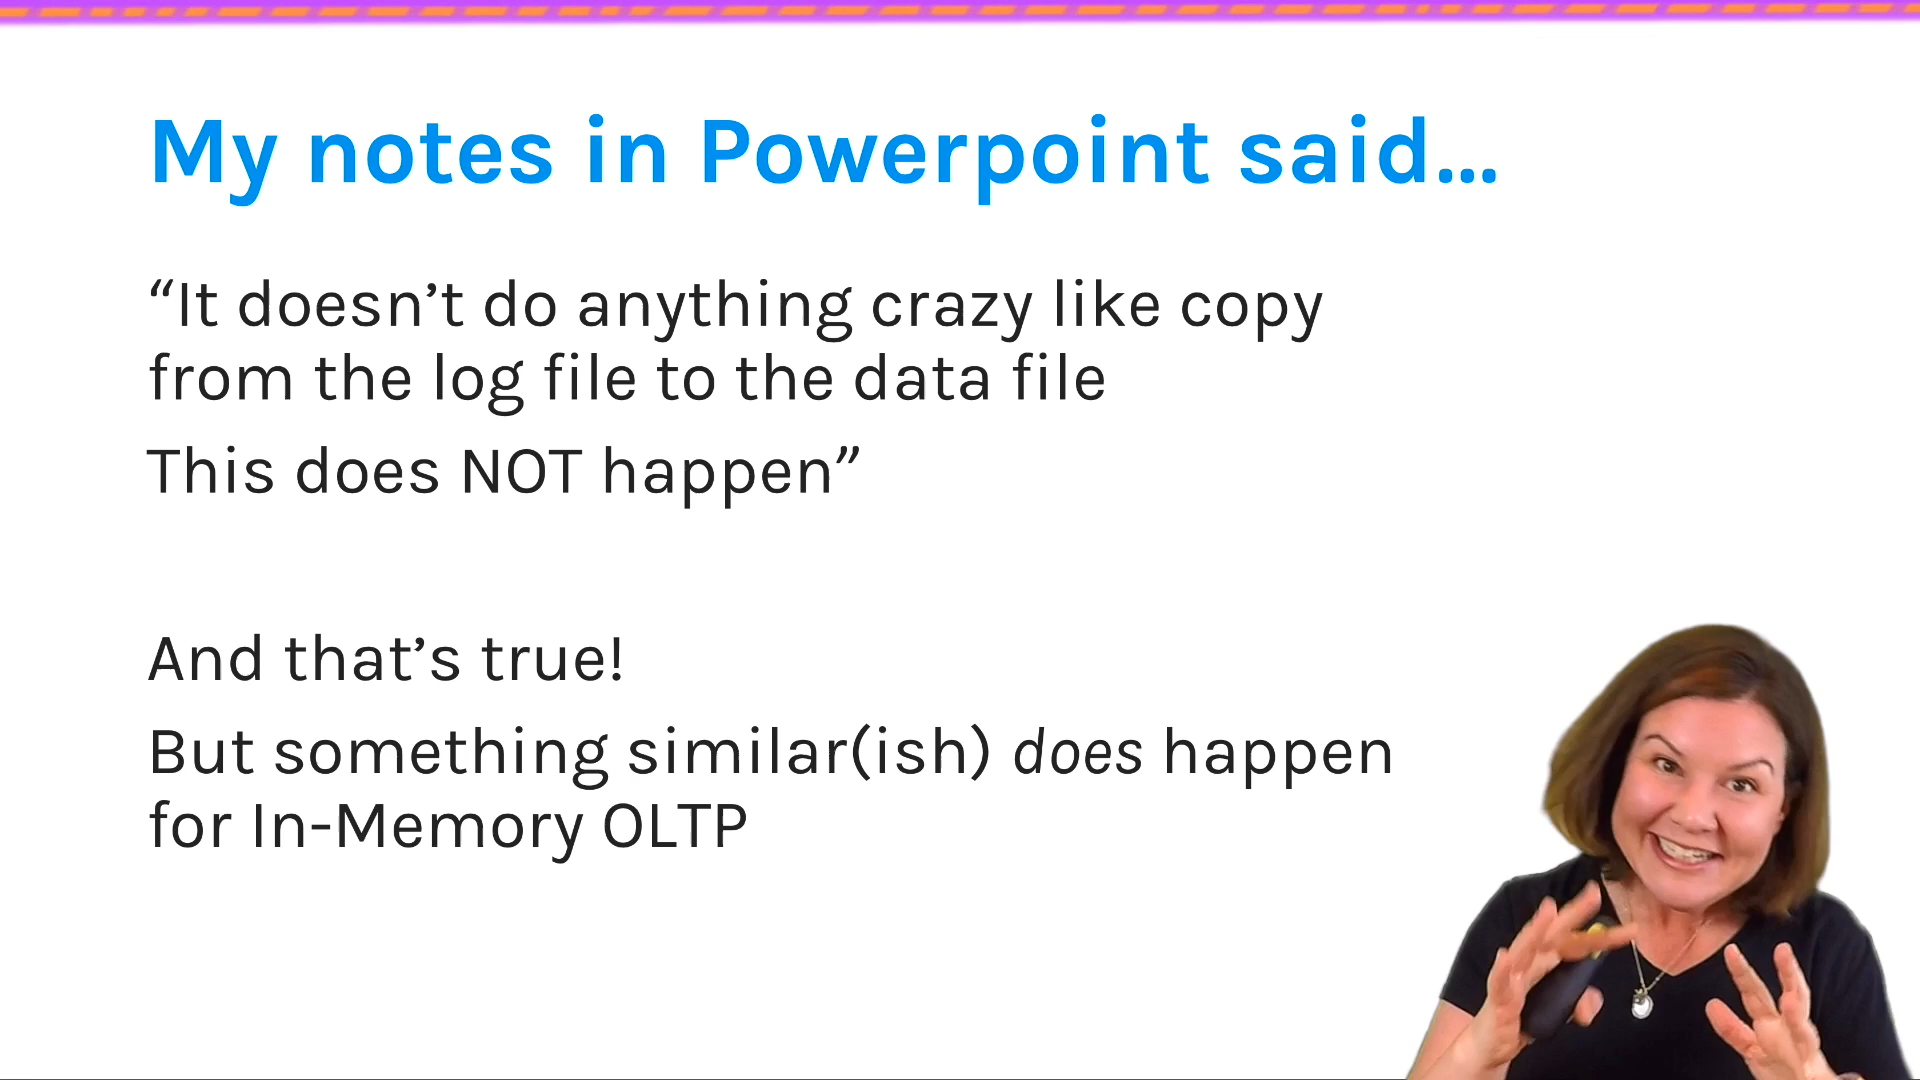 My notes in Powerpoint said...
“It doesn’t do anything crazy like copy
from the log file to the data file
This does NOT happen”
And that’s true!
But something similar(ish) does happen
for In-Memory OLTP